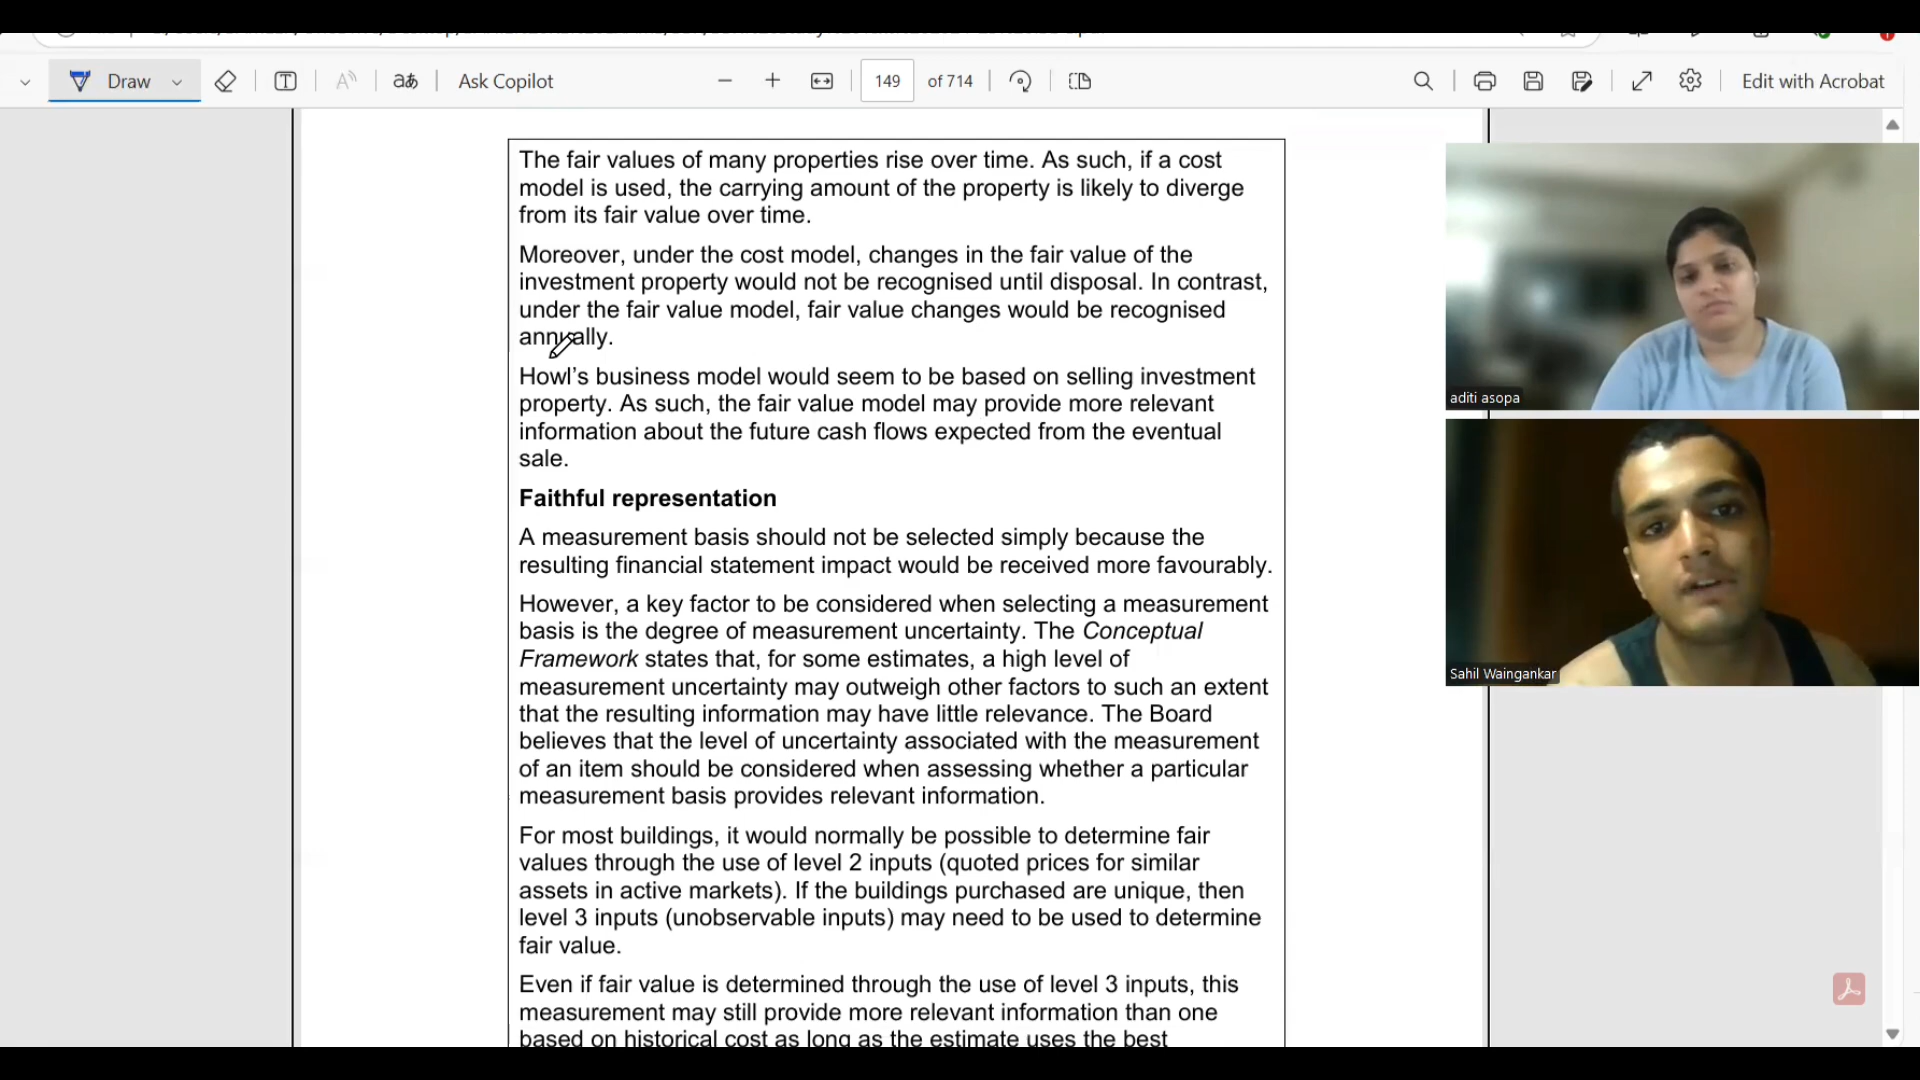 Draw
Ask Copilot
149 of 714
Edit with Acrobat
The fair values of many properties rise over time. As such, if a cost
model is used, the carrying amount of the property is likely to diverge
from its fair value over time.
Moreover, under the cost model, changes in the fair value of the
investment property would not be recognised until disposal. In contrast,
under the fair value model, fair value changes would be recognised
annually.
Howl's business model would seem to be based on selling investment
property. As such, the fair value model may provide more relevant
information about the future cash flows expected from the eventual
sale.
Faithful representation
A measurement basis should not be selected simply because the
resulting financial statement impact would be received more favourably.
However, a key factor to be considered when selecting a measurement
basis is the degree of measurement uncertainty. The Conceptual
Framework states that, for some estimates, a high level of
measurement uncertainty may outweigh other factors to such an extent
that the resulting information may have little relevance. The Board
believes that the level of uncertainty associated with the measurement
of an item should be considered when assessing whether a particular
measurement basis provides relevant information.
For most buildings, it would normally be possible to determine fair
values through the use of level 2 inputs (quoted prices for similar
assets in active markets). If the buildings purchased are unique, then
level 3 inputs (unobservable inputs) may need to be used to determine
fair value.
Even if fair value is determined through the use of level 3 inputs, this
measurement may still provide more relevant information than one
based on historical cost as long as the estimate uses the best
aditi asopa
Sahil Waingankar